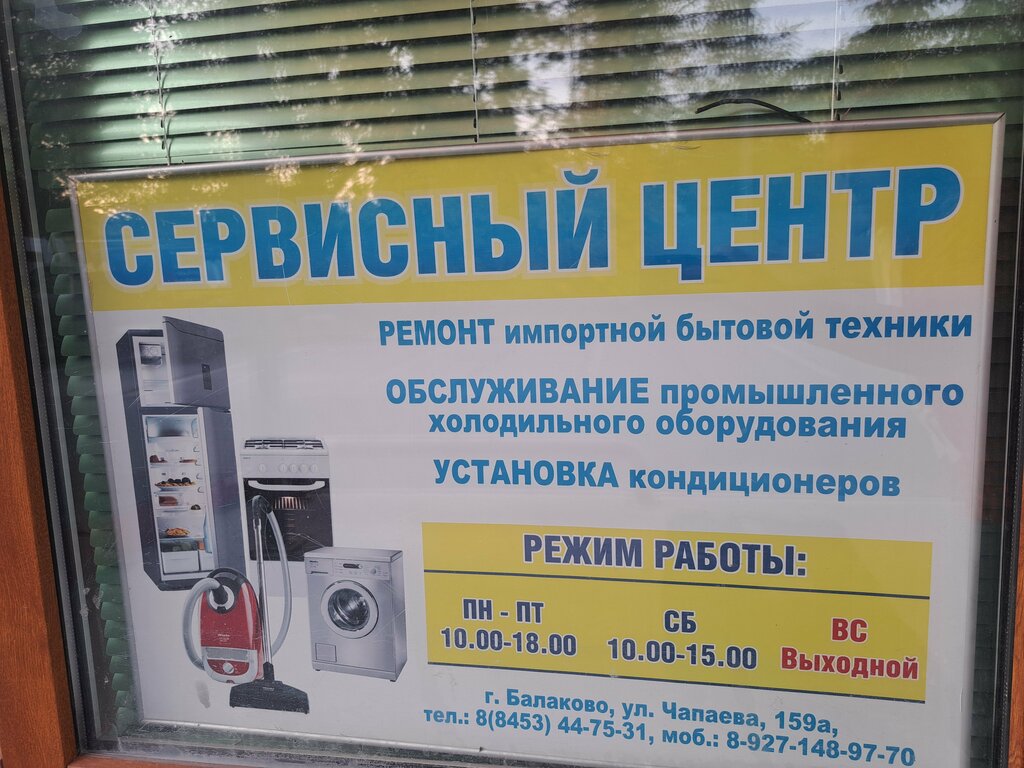 СЕРВИСНЫЙ ЦЕНТР
РЕМОНТ импортной бытовой техники
ОБСЛУЖИВАНИЕ промышленного
холодильного оборудования
УСТАНОВКА кондиционеров
РЕЖИМ РАБОТЫ:
ПН - ПТ
10.00-18.00
СБ
10.00-15.00
ВС
Выходной
г. Балаково, ул. Чапаева, 159а,
тел.: 8(8453) 44-75-31, моб.: 8-927-148-97-70